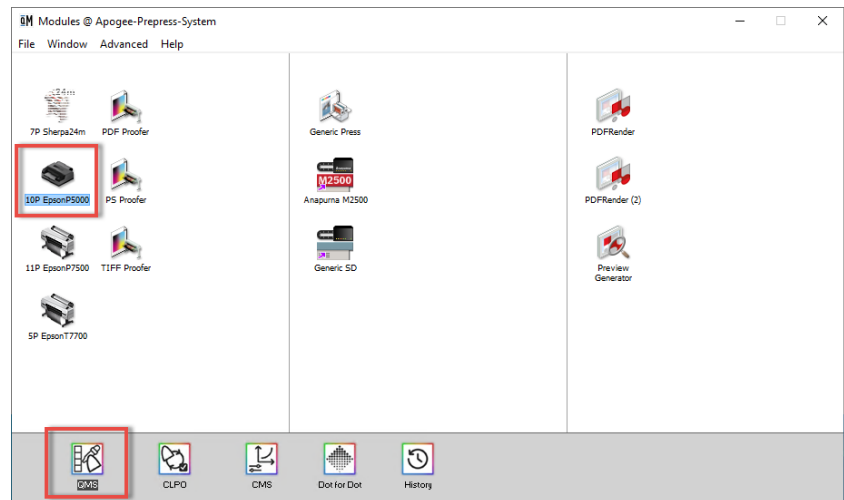 QM Modules @ Apogee-Prepress-System
File Window Advanced Help
24m
7P Sherpa24m PDF Proofer Generic Press PDFRender
M2500
10P EpsonP5000 PS Proofer Anapurna M2500 PDFRender (2)
11P EpsonP7500 TIFF Proofer Generic SD Preview
Generator
5P EpsonT7700
QMS CLPO CMS Dot for Dot History